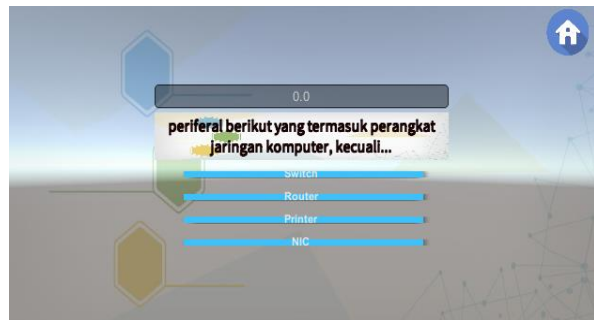 0.0
periferal berikut yang termasuk perangkat
jaringan komputer, kecuali...
Switch
Router
Printer
NIC